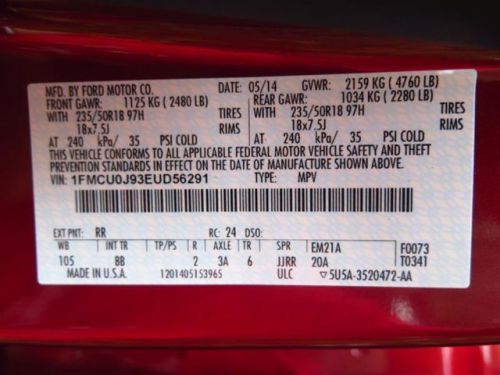 MFD. BY FORD MOTOR CO. DATE: 05/14 GVWR: 2159 KG ( 4760 LB)
FRONT GAWR: 1125 KG ( 2480 LB) REAR GAWR: 1034 KG ( 2280 LB)
WITH 235/50R18 97H TIRES WITH 235/50R18 97H TIRES
18x7.5J RIMS 18x7.5J RIMS
AT 240 kPa/ 35 PSI COLD AT 240 kPa/ 35 PSI COLD
THIS VEHICLE CONFORMS TO ALL APPLICABLE FEDERAL MOTOR VEHICLE SAFETY AND THEFT
PREVENTION STANDARDS IN EFFECT ON THE DATE OF MANUFACTURE SHOWN ABOVE.
VIN: 1FMCU0J93EUD56291 TYPE: MPV
EXT PNT: RR RC: 24 DSO:
WB INT TR TP/PS R AXLE TR SPR EM21A F0073
105 8B 2 3A 6 JJRR 20A T0341
MADE IN U.S.A. 1201405153965 ULC 5U5A-3520472-AA